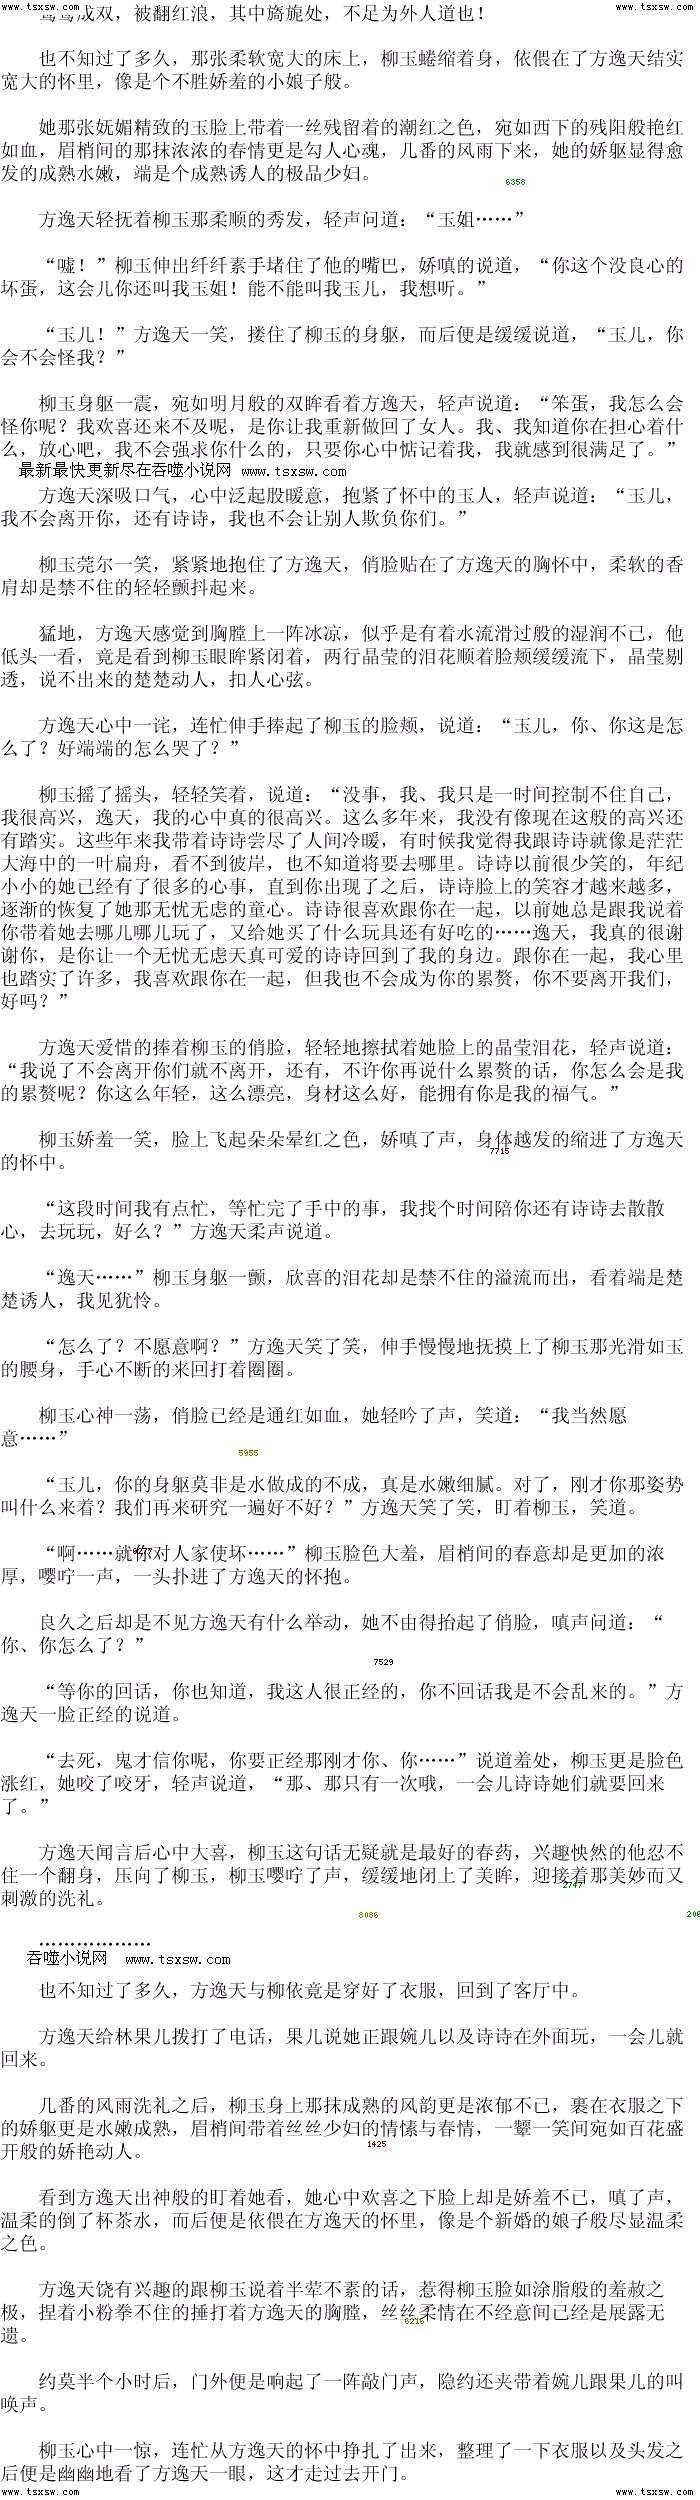 www.tsxsw.com www.tsxsw.com
鸳鸯成双，被翻红浪，其中旖旎处，不足为外人道也！
也不知过了多久，那张柔软宽大的床上，柳玉蜷缩着身，依偎在了方逸天结实
宽大的怀里，像是个不胜娇羞的小娘子般。
她那张妩媚精致的玉脸上带着一丝残留着的潮红之色，宛如西下的残阳般艳红
如血，眉梢间的那抹浓浓的春情更是勾人心魂，几番的风雨下来，她的娇躯显得愈
发的成熟水嫩，端是个成熟诱人的极品少妇。
6358
方逸天轻抚着柳玉那柔顺的秀发，轻声问道：“玉姐……”
“嘘！”柳玉伸出纤纤素手堵住了他的嘴巴，娇嗔的说道，“你这个没良心的
坏蛋，这会儿你还叫我玉姐！能不能叫我玉儿，我想听。”
“玉儿！”方逸天一笑，搂住了柳玉的身躯，而后便是缓缓说道，“玉儿，你
会不会怪我？”
柳玉身躯一震，宛如明月般的双眸看着方逸天，轻声说道：“笨蛋，我怎么会
怪你呢？我欢喜还来不及呢，是你让我重新做回了女人。我、我知道你在担心着什
么，放心吧，我不会强求你什么的，只要你心中惦记着我，我就感到很满足了。”
最新最快更新尽在吞噬小说网 www.tsxsw.com
方逸天深吸口气，心中泛起股暖意，抱紧了怀中的玉人，轻声说道：“玉儿，
我不会离开你，还有诗诗，我也不会让别人欺负你们。”
柳玉莞尔一笑，紧紧地抱住了方逸天，俏脸贴在了方逸天的胸怀中，柔软的香
肩却是禁不住的轻轻颤抖起来。
猛地，方逸天感觉到胸膛上一阵冰凉，似乎是有着水流滑过般的湿润不已，他
低头一看，竟是看到柳玉眼眸紧闭着，两行晶莹的泪花顺着脸颊缓缓流下，晶莹剔
透，说不出来的楚楚动人，扣人心弦。
方逸天心中一诧，连忙伸手捧起了柳玉的脸颊，说道：“玉儿，你、你这是怎
么了？好端端的怎么哭了？”
柳玉摇了摇头，轻轻笑着，说道：“没事，我、我只是一时间控制不住自己，
我很高兴，逸天，我的心中真的很高兴。这么多年来，我没有像现在这般的高兴还
有踏实。这些年来我带着诗诗尝尽了人间冷暖，有时候我觉得我跟诗诗就像是茫茫
大海中的一叶扁舟，看不到彼岸，也不知道将要去哪里。诗诗以前很少笑的，年纪
小小的她已经有了很多的心事，直到你出现了之后，诗诗脸上的笑容才越来越多，
逐渐的恢复了她那无忧无虑的童心。诗诗很喜欢跟你在一起，以前她总是跟我说着
你带着她去哪儿哪儿玩了，又给她买了什么玩具还有好吃的……逸天，我真的很谢
谢你，是你让一个无忧无虑天真可爱的诗诗回到了我的身边。跟你在一起，我心里
也踏实了许多，我喜欢跟你在一起，但我也不会成为你的累赘，你不要离开我们，
好吗？”
方逸天爱惜的捧着柳玉的俏脸，轻轻地擦拭着她脸上的晶莹泪花，轻声说道：
“我说了不会离开你们就不离开，还有，不许你再说什么累赘的话，你怎么会是我
的累赘呢？你这么年轻，这么漂亮，身材这么好，能拥有你是我的福气。”
柳玉娇羞一笑，脸上飞起朵朵晕红之色，娇嗔了声，身体越发的缩进了方逸天
7715
的怀中。
“这段时间我有点忙，等忙完了手中的事，我找个时间陪你还有诗诗去散散
心，去玩玩，好么？”方逸天柔声说道。
“逸天……”柳玉身躯一颤，欣喜的泪花却是禁不住的溢流而出，看着端是楚
楚诱人，我见犹怜。
“怎么了？不愿意啊？”方逸天笑了笑，伸手慢慢地抚摸上了柳玉那光滑如玉
的腰身，手心不断的来回打着圈圈。
柳玉心神一荡，俏脸已经是通红如血，她轻吟了声，笑道：“我当然愿
意……”
5955
“玉儿，你的身躯莫非是水做成的不成，真是水嫩细腻。对了，刚才你那姿势
叫什么来着？我们再来研究一遍好不好？”方逸天笑了笑，盯着柳玉，笑道。
“啊……就你对人家使坏……”柳玉脸色大羞，眉梢间的春意却是更加的浓
厚，嘤咛一声，一头扑进了方逸天的怀抱。
良久之后却是不见方逸天有什么举动，她不由得抬起了俏脸，嗔声问道：“
你、你怎么了？”
7529
“等你的回话，你也知道，我这人很正经的，你不回话我是不会乱来的。”方
逸天一脸正经的说道。
“去死，鬼才信你呢，你要正经那刚才你、你……”说道羞处，柳玉更是脸色
涨红，她咬了咬牙，轻声说道，“那、那只有一次哦，一会儿诗诗她们就要回来
了。”
方逸天闻言后心中大喜，柳玉这句话无疑就是最好的春药，兴趣怏然的他忍不
住一个翻身，压向了柳玉，柳玉嘤咛了声，缓缓地闭上了美眸，迎接着那美妙而又
2747
刺激的洗礼。
8086
………………
吞噬小说网 www.tsxsw.com
也不知过了多久，方逸天与柳依竟是穿好了衣服，回到了客厅中。
方逸天给林果儿拨打了电话，果儿说她正跟婉儿以及诗诗在外面玩，一会儿就
回来。
几番的风雨洗礼之后，柳玉身上那抹成熟的风韵更是浓郁不已，裹在衣服之下
的娇躯更是水嫩成熟，眉梢间带着丝丝少妇的情愫与春情，一颦一笑间宛如百花盛
1425
开般的娇艳动人。
看到方逸天出神般的盯着她看，她心中欢喜之下脸上却是娇羞不已，嗔了声，
温柔的倒了杯茶水，而后便是依偎在方逸天的怀里，像是个新婚的娘子般尽显温柔
之色。
方逸天饶有兴趣的跟柳玉说着半荤不素的话，惹得柳玉脸如涂脂般的羞赦之
极，捏着小粉拳不住的捶打着方逸天的胸膛，丝丝柔情在不经意间已经是展露无
6216
遗。
约莫半个小时后，门外便是响起了一阵敲门声，隐约还夹带着婉儿跟果儿的叫
唤声。
柳玉心中一惊，连忙从方逸天的怀中挣扎了出来，整理了一下衣服以及头发之
后便是幽幽地看了方逸天一眼，这才走过去开门。
www.tsxsw.com www.tsxsw.com